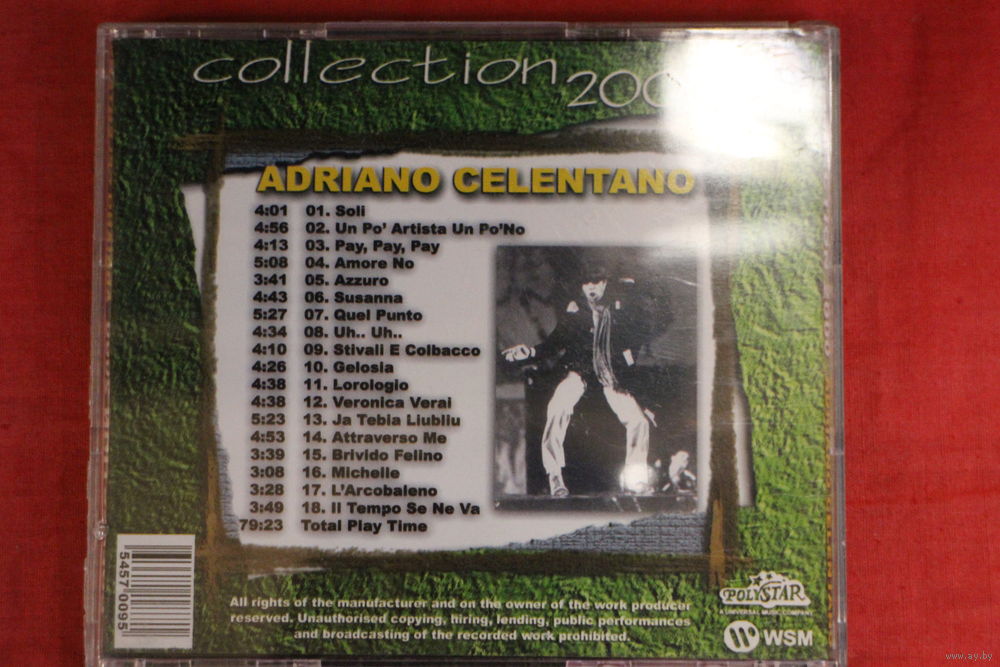 collection 200
ADRIANO CELENTANO
4:01 01. Soli
4:56 02. Un Po' Artista Un Po'No
4:13 03. Pay, Pay, Pay
5:08 04. Amore No
3:41 05. Azzuro
4:43 06. Susanna
5:27 07. Quel Punto
4:34 08. Uh.. Uh..
4:10 09. Stivali E Colbacco
4:26 10. Gelosia
4:38 11. Lorologio
4:38 12. Veronica Verai
5:23 13. Ja Tebia Liubliu
4:53 14. Attraverso Me
3:39 15. Brivido Felino
3:08 16. Michelle
3:28 17. L'Arcobaleno
3:49 18. Il Tempo Se Ne Va
79:23 Total Play Time
5457 0095
All rights of the manufacturer and on the owner of the work producer
reserved. Unauthorised copying, hiring, lending, public performances
and broadcasting of the recorded work prohibited.
POLYSTAR
A UNIVERSAL MUSIC COMPANY
WSM
www.ay.by